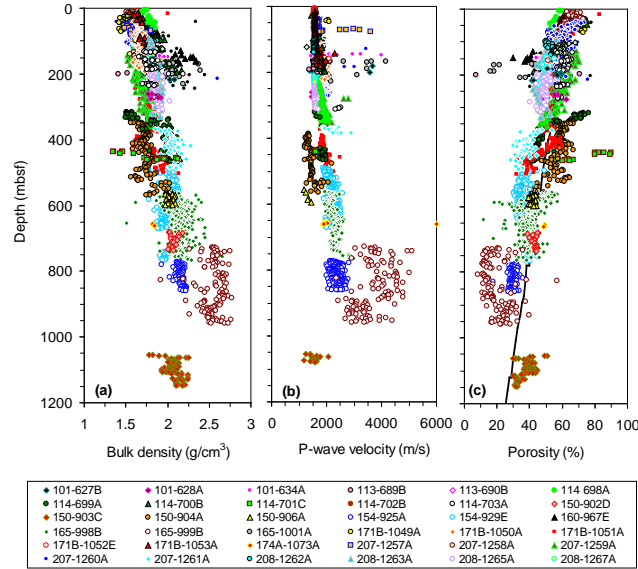 0
200
400
600
800
1000
1200
Depth (mbsf)
(a)
1 1.5 2 2.5 3
Bulk density (g/cm³)
(b)
0 2000 4000 6000
P-wave velocity (m/s)
(c)
0 20 40 60 80 100
Porosity (%)
101-627B 101-628A 101-634A 113-689B 113-690B 114 698A
114-699A 114-700B 114-701C 114-702B 114-703A 150-902D
150-903C 150-904A 150-906A 154-925A 154-929E 160-967E
165-998B 165-999B 165-1001A 171B-1049A 171B-1050A 171B-1051A
171B-1052E 171B-1053A 174A-1073A 207-1257A 207-1258A 207-1259A
207-1260A 207-1261A 208-1262A 208-1263A 208-1265A 208-1267A